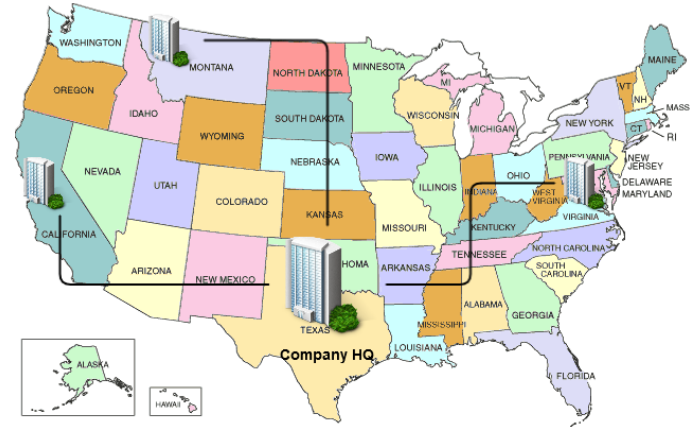 WASHINGTON
MONTANA
NORTH DAKOTA
MINNESOTA
MAINE
OREGON
IDAHO
SOUTH DAKOTA
WISCONSIN
MI
MICHIGAN
VT
NH
MASS
NEW YORK
CT
RI
WYOMING
NEBRASKA
IOWA
PENNSYLVANIA
NEW
JERSEY
NEVADA
UTAH
COLORADO
ILLINOIS
INDIANA
OHIO
WEST
VIRGINIA
DELAWARE
MARYLAND
VIRGINIA
KANSAS
MISSOURI
KENTUCKY
CALIFORNIA
ARIZONA
NEW MEXICO
HOMA
ARKANSAS
TENNESSEE
NORTH CAROLINA
SOUTH
CAROLINA
TEXAS
MISSISSIPPI
ALABAMA
GEORGIA
Company HQ
LOUISIANA
FLORIDA
ALASKA
HAWAII